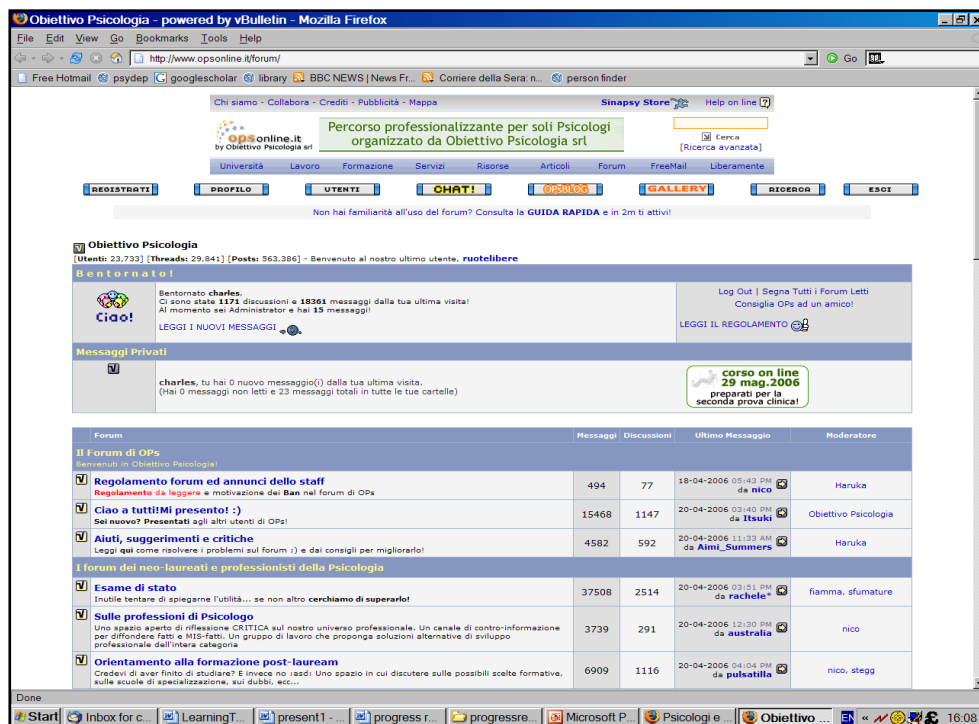 Obiettivo Psicologia - powered by vBulletin - Mozilla Firefox
File Edit View Go Bookmarks Tools Help
http://www.opsonline.it/forum/ Go
Free Hotmail psydep googlescholar library BBC NEWS | News Fr... Corriere della Sera: n... person finder
Chi siamo - Collabora - Crediti - Pubblicità - Mappa Sinapsy Store Help on line
opsonline.it
by Obiettivo Psicologia srl
Percorso professionalizzante per soli Psicologi
organizzato da Obiettivo Psicologia srl
Cerca
[Ricerca avanzata]
Università Lavoro Formazione Servizi Risorse Articoli Forum FreeMail Liberamente
REGISTRATI PROFILO UTENTI CHAT! OPSBLOG GALLERY RICERCA ESCI
Non hai familiarità all'uso del forum? Consulta la GUIDA RAPIDA e in 2m ti attivi!
Obiettivo Psicologia
[Utenti: 23,733] [Threads: 29,841] [Posts: 563,386] - Benvenuto al nostro ultimo utente, ruotelibere
Bentornato!
Ciao!
Bentornato charles.
Ci sono state 1171 discussioni e 18361 messaggi dalla tua ultima visita!
Al momento sei Administrator e hai 15 messaggi!
LEGGI I NUOVI MESSAGGI
Log Out | Segna Tutti i Forum Letti
Consiglia OPs ad un amico!
LEGGI IL REGOLAMENTO
Messaggi Privati
charles, tu hai 0 nuovo messaggio(i) dalla tua ultima visita.
(Hai 0 messaggi non letti e 23 messaggi totali in tutte le tue cartelle)
corso on line
29 mag.2006
preparati per la
seconda prova clinica!
Forum Messaggi Discussioni Ultimo Messaggio Moderatore
Il Forum di OPs
Benvenuti in Obiettivo Psicologia!
Regolamento forum ed annunci dello staff
Regolamento da leggere e motivazione dei Ban nel forum di OPs
494 77 18-04-2006 05:43 PM
da nico
Haruka
Ciao a tutti!Mi presento! :)
Sei nuovo? Presentati agli altri utenti di OPs!
15468 1147 20-04-2006 03:40 PM
da Itsuki
Obiettivo Psicologia
Aiuti, suggerimenti e critiche
Leggi qui come risolvere i problemi sul forum ;) e dai consigli per migliorarlo!
4582 592 20-04-2006 11:33 AM
da Aimi_Summers
Haruka
I forum dei neo-laureati e professionisti della Psicologia
Esame di stato
Inutile tentare di spiegarne l'utilità... se non altro cerchiamo di superarlo!
37508 2514 20-04-2006 03:51 PM
da rachele*
fiamma, sfumature
Sulle professioni di Psicologo
Uno spazio aperto di riflessione CRITICA sul nostro universo professionale. Un canale di contro-informazione
per diffondere fatti e MIS-fatti. Un gruppo di lavoro che proponga soluzioni alternative di sviluppo
professionale dell'intera categoria
3739 291 20-04-2006 12:30 PM
da australia
nico
Orientamento alla formazione post-lauream
Credevi di aver finito di studiare? E invece no :asd: Uno spazio in cui discutere sulle possibili scelte formative,
sulle scuole di specializzazione, sui dubbi, ecc...
6909 1116 20-04-2006 04:04 PM
da pulsatilla
nico, stegg
Done
Start Inbox for c... LearningT... present1 - ... progress r... progressre... Microsoft P... Psicologi e ... Obiettivo ... EN « 16:08